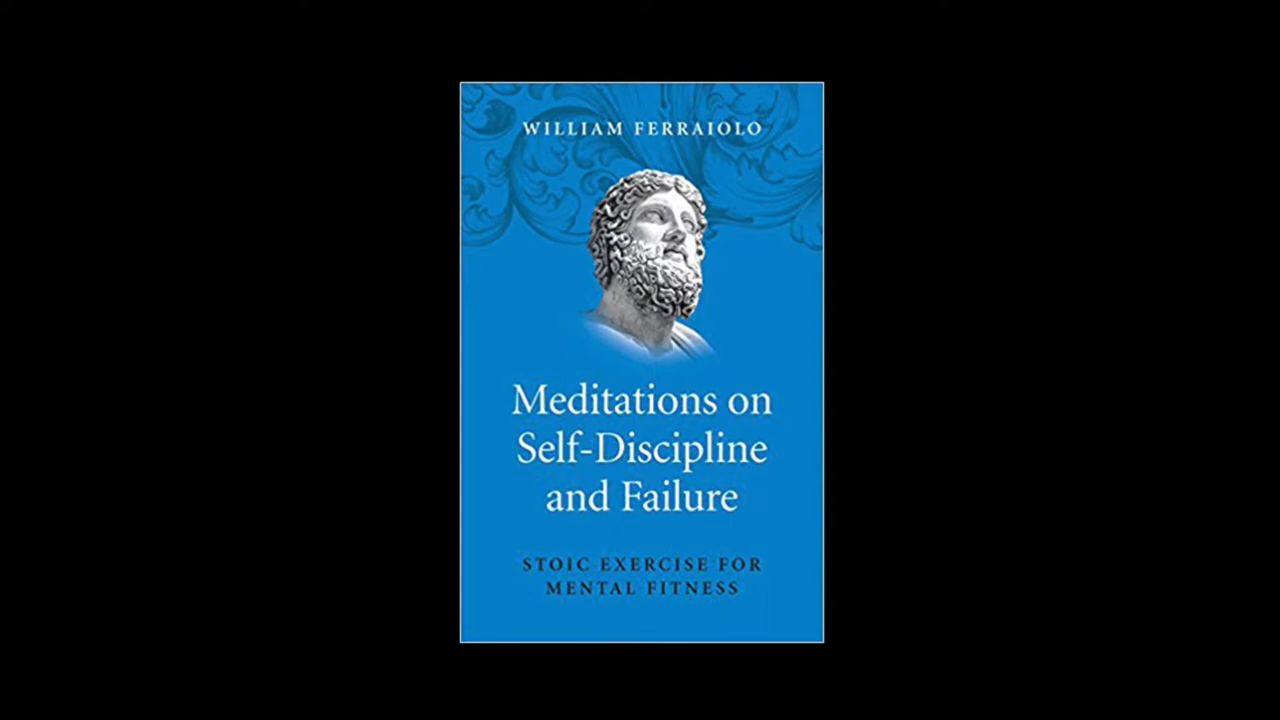 WILLIAM FERRAIOLO
Meditations on
Self-Discipline
and Failure
STOIC EXERCISE FOR
MENTAL FITNESS